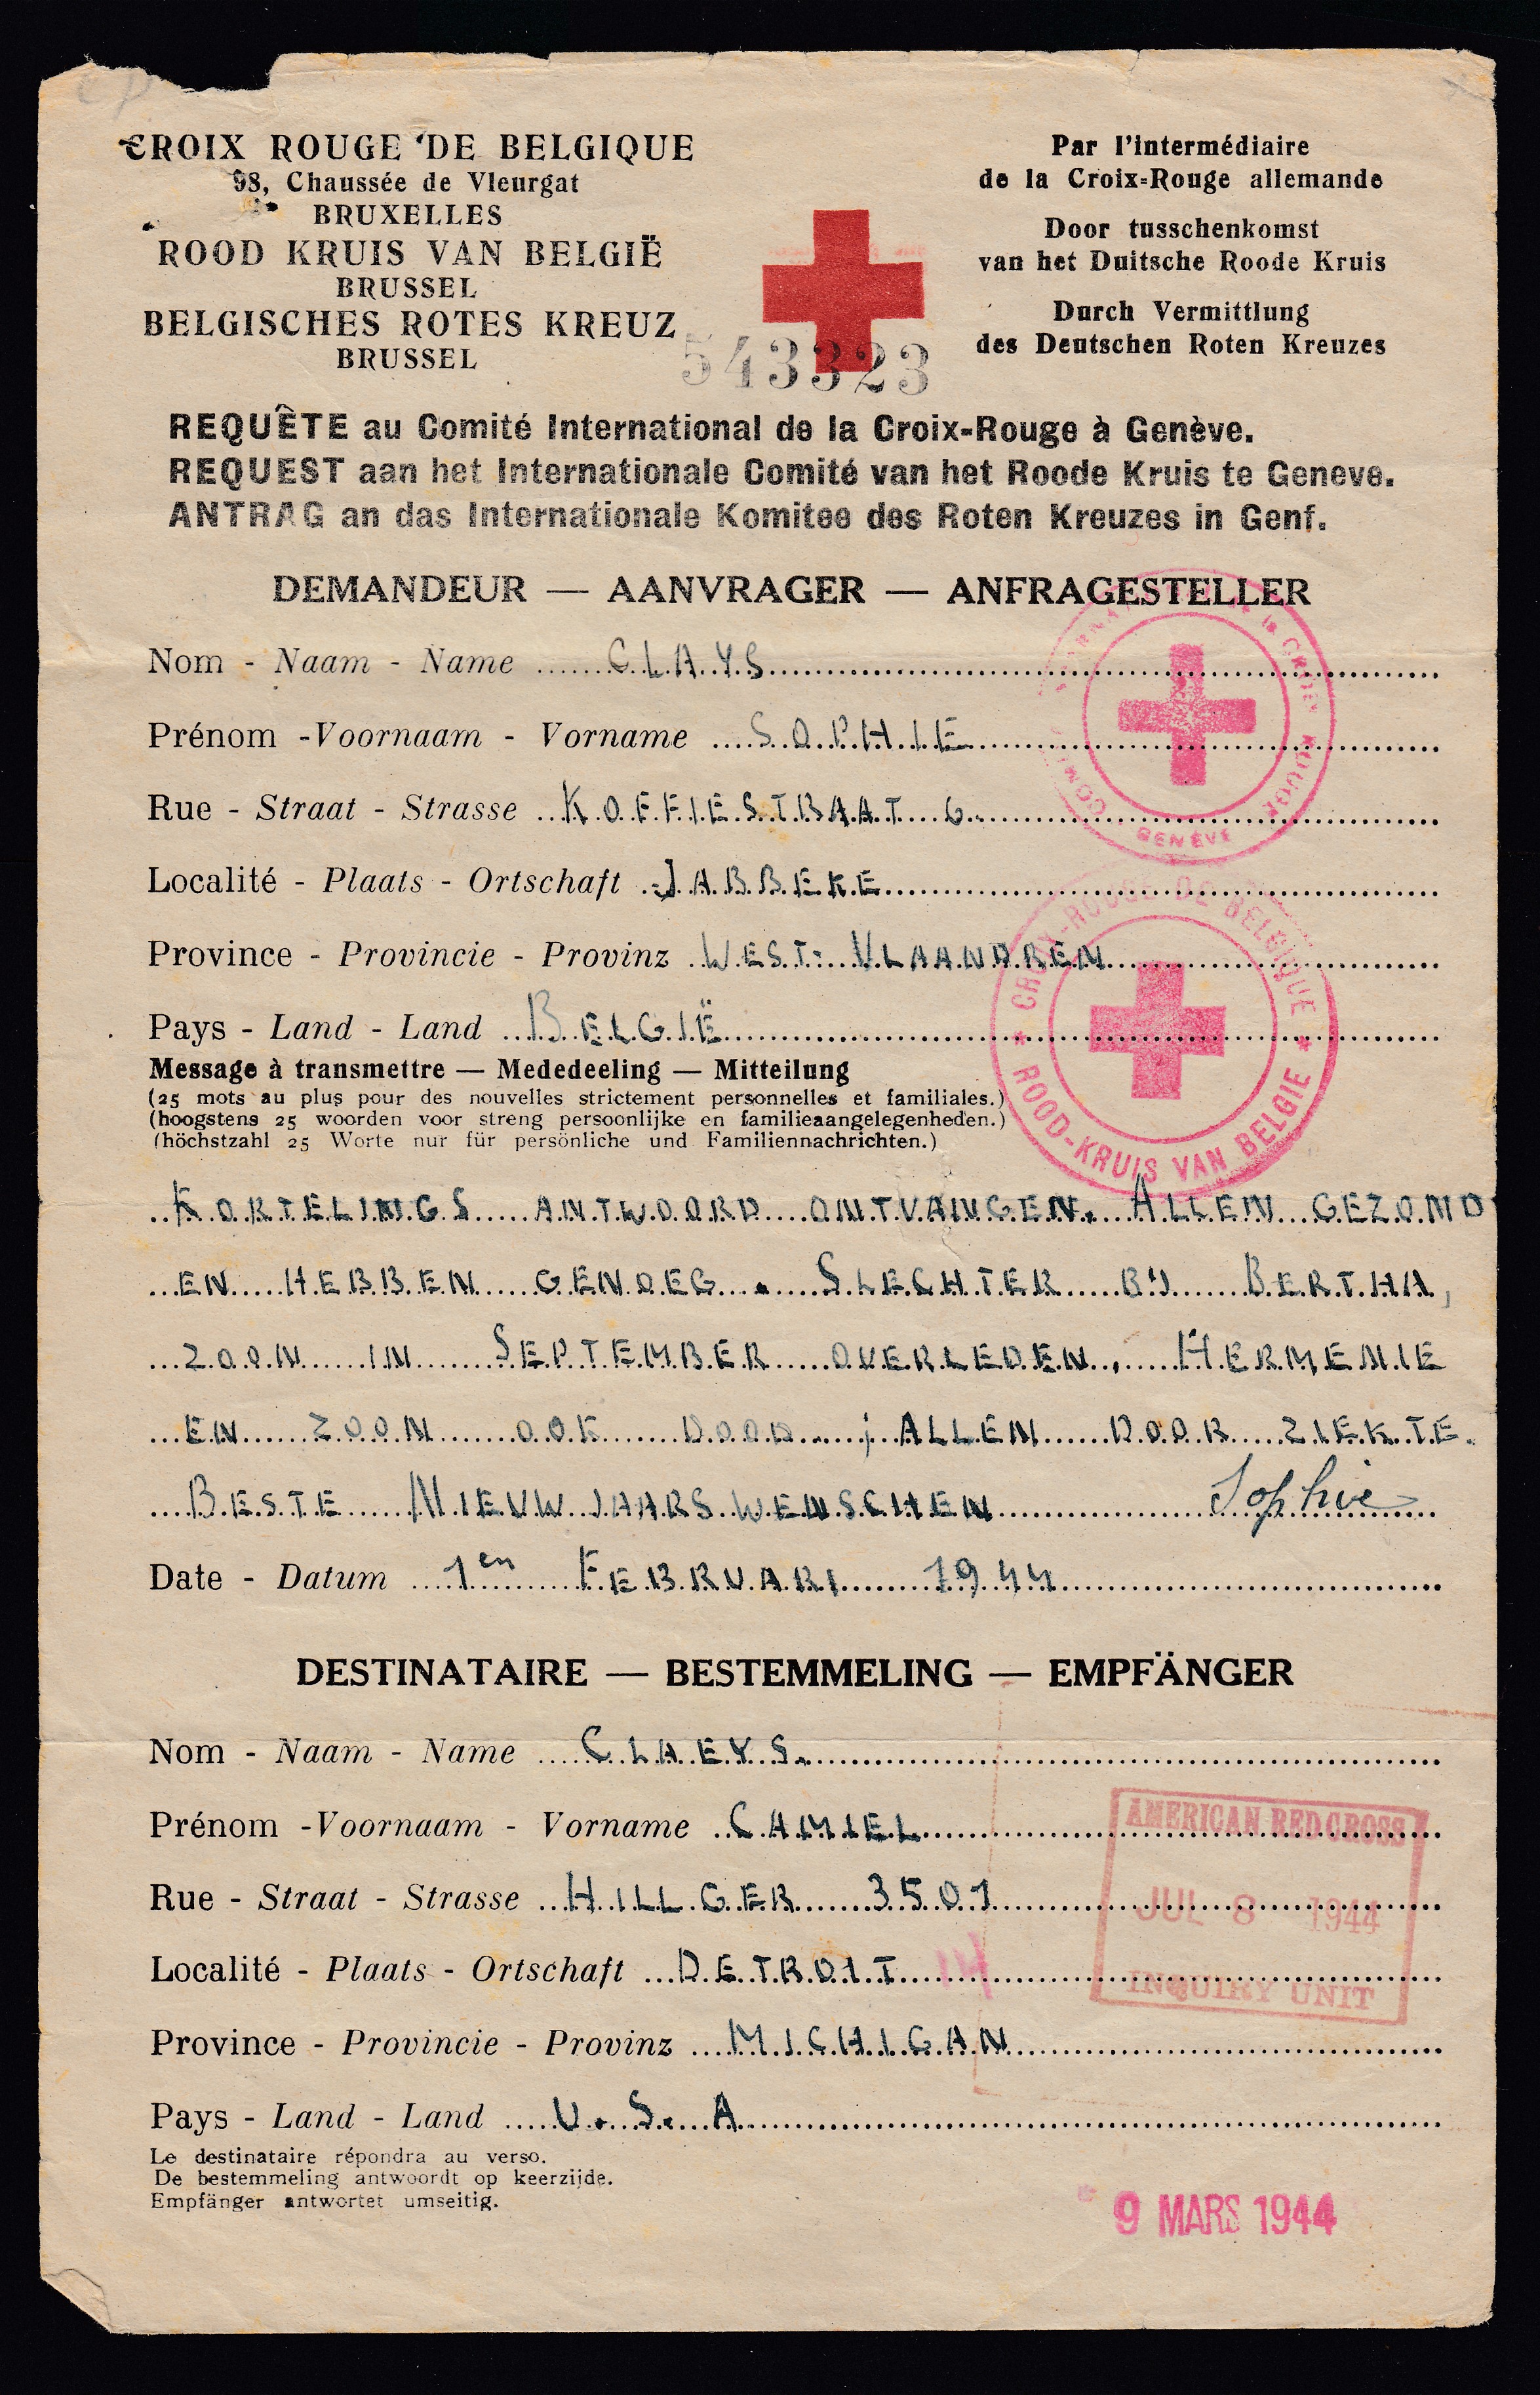 CROIX ROUGE DE BELGIQUE
98, Chaussée de Vleurgat
BRUXELLES
ROOD KRUIS VAN BELGIË
BRUSSEL
BELGISCHES ROTES KREUZ
BRUSSEL
Par l'intermédiaire
de la Croix-Rouge allemande
Door tusschenkomst
van het Duitsche Roode Kruis
Durch Vermittlung
des Deutschen Roten Kreuzes
543323
REQUÊTE au Comité International de la Croix-Rouge à Genève.
REQUEST aan het Internationale Comité van het Roode Kruis te Geneve.
ANTRAG an das Internationale Komitee des Roten Kreuzes in Genf.
DEMANDEUR — AANVRAGER — ANFRAGESTELLER
Nom - Naam - Name CLAYS
Prénom -Voornaam - Vorname SOPHIE
Rue - Straat - Strasse KOFFIESTRAAT 6.
Localité - Plaats - Ortschaft JABBEKE
Province - Provincie - Provinz WEST: VLAANDREN
Pays - Land - Land BELGIË
la CROIX ROUGE
GENÈVE
CROIX-ROUGE DE BELGIQUE
ROOD-KRUIS VAN BELGIE
Message à transmettre — Mededeeling — Mitteilung
(25 mots au plus pour des nouvelles strictement personnelles et familiales.)
(hoogstens 25 woorden voor streng persoonlijke en familieaangelegenheden.)
(höchstzahl 25 Worte nur für persönliche und Familiennachrichten.)
KORTELINGS ANTWOORD ONTVANGEN. ALLEN GEZOND
EN HEBBEN GENOEG. SLECHTER BIJ BERTHA,
ZOON IN SEPTEMBER OVERLEDEN, HERMENIE
EN ZOON OOK DOOD ; ALLEN DOOR ZIEKTE.
BESTE NIEUWJAARSWENSCHEN Sophie
Date - Datum 1en FEBRUARI 1944
DESTINATAIRE — BESTEMMELING — EMPFÄNGER
Nom - Naam - Name CLAEYS.
Prénom -Voornaam - Vorname CAMIEL
Rue - Straat - Strasse HILLGER 3501
Localité - Plaats - Ortschaft DETROIT
14
Province - Provincie - Provinz MICHIGAN
Pays - Land - Land U. S. A
AMERICAN RED CROSS
JUL 8 1944
INQUIRY UNIT
Le destinataire répondra au verso.
De bestemmeling antwoordt op keerzijde.
Empfänger antwortet umseitig.
9 MARS 1944